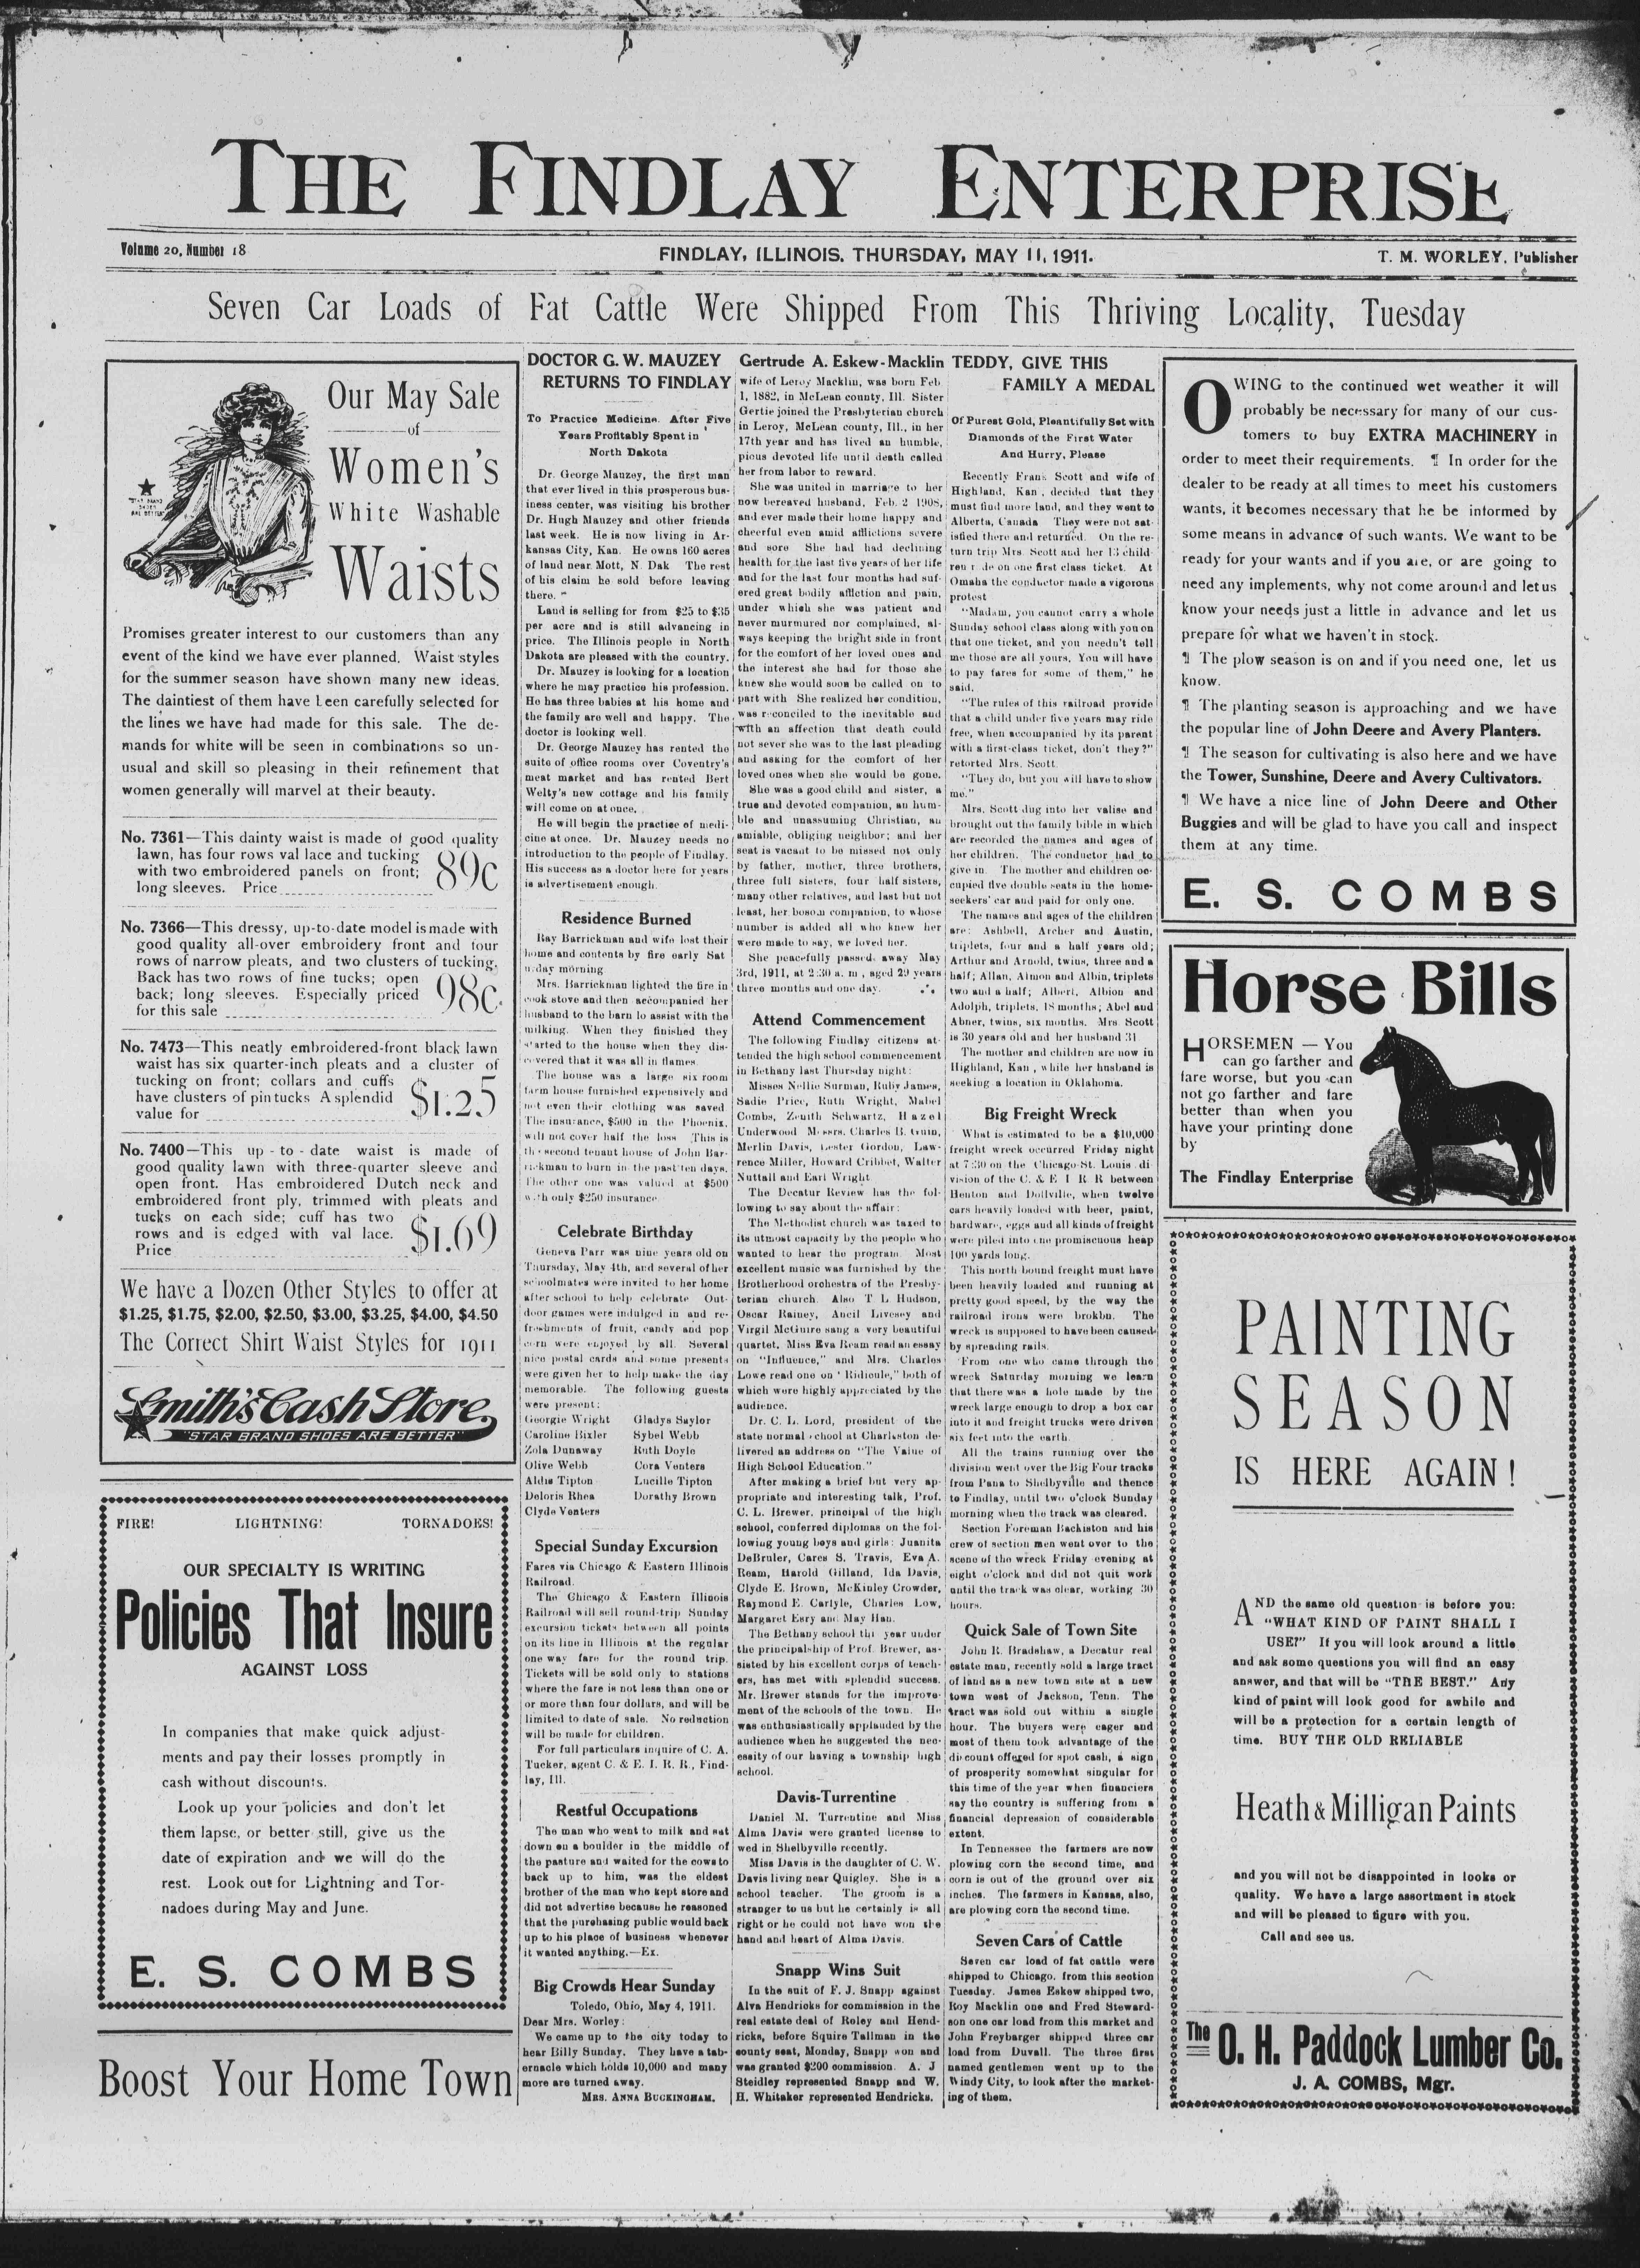 THE FINDLAY ENTERPRISE
Volume 20, Number 18
FINDLAY, ILLINOIS. THURSDAY, MAY 11, 1911.
T. M. WORLEY, Publisher
Seven Car Loads of Fat Cattle Were Shipped From This Thriving Locality, Tuesday
Our May Sale
of
Women's
White Washable
Waists
Promises greater interest to our customers than any
event of the kind we have ever planned. Waist styles
for the summer season have shown many new ideas.
The daintiest of them have been carefully selected for
the lines we have had made for this sale. The de-
mands for white will be seen in combinations so un-
usual and skill so pleasing in their refinement that
women generally will marvel at their beauty.
No. 7361—This dainty waist is made of good quality
lawn, has four rows val lace and tucking
with two embroidered panels on front;
long sleeves. Price
89c
No. 7366—This dressy, up-to-date model is made with
good quality all-over embroidery front and four
rows of narrow pleats, and two clusters of tucking.
Back has two rows of fine tucks; open
back; long sleeves. Especially priced
for this sale
98c
No. 7473—This neatly embroidered-front black lawn
waist has six quarter-inch pleats and a cluster of
tucking on front; collars and cuffs
have clusters of pin tucks A splendid
value for
$1.25
No. 7400—This up-to-date waist is made of
good quality lawn with three-quarter sleeve and
open front. Has embroidered Dutch neck and
embroidered front ply, trimmed with pleats and
tucks on each side; cuff has two
rows and is edged with val lace.
Price
$1.69
We have a Dozen Other Styles to offer at
$1.25, $1.75, $2.00, $2.50, $3.00, $3.25, $4.00, $4.50
The Correct Shirt Waist Styles for 1911
Smith's Cash Store
"STAR BRAND SHOES ARE BETTER"
FIRE! LIGHTNING! TORNADOES!
OUR SPECIALTY IS WRITING
Policies That Insure
AGAINST LOSS
In companies that make quick adjust-
ments and pay their losses promptly in
cash without discounts.
Look up your policies and don't let
them lapse, or better still, give us the
date of expiration and we will do the
rest. Look out for Lightning and Tor-
nadoes during May and June.
E. S. COMBS
Boost Your Home Town
DOCTOR G. W. MAUZEY
RETURNS TO FINDLAY
To Practice Medicine. After Five
Years Profitably Spent in
North Dakota
Dr. George Mauzey, the first man
that ever lived in this prosperous bus-
iness center, was visiting his brother
Dr. Hugh Mauzey and other friends
last week. He is now living in Ar-
kansas City, Kan. He owns 160 acres
of land near Mott, N. Dak The rest
of his claim he sold before leaving
there.
Land is selling for from $25 to $35
per acre and is still advancing in
price. The Illinois people in North
Dakota are pleased with the country.
Dr. Mauzey is looking for a location
where he may practice his profession.
He has three babies at his home and
the family are well and happy. The
doctor is looking well.
Dr. George Mauzey has rented the
suite of office rooms over Coventry's
meat market and has rented Bert
Welty's new cottage and his family
will come on at once.
He will begin the practice of medi-
cine at once. Dr. Mauzey needs no
introduction to the people of Findlay.
His success as a doctor here for years
is advertisement enough.
Residence Burned
Ray Barrickman and wife lost their
home and contents by fire early Sat
urday morning
Mrs. Barrickman lighted the fire in
cook stove and then accompanied her
husband to the barn to assist with the
milking. When they finished they
started to the house when they dis-
covered that it was all in flames.
The house was a large six room
farm house furnished expensively and
not even their clothing was saved
The insurance, $500 in the Phoenix,
will not cover half the loss This is
the second tenant house of John Bar-
rickman to burn in the past ten days.
The other one was valued at $500
with only $250 insurance
Celebrate Birthday
Geneva Parr was nine years old on
Thursday, May 4th, and several of her
schoolmates were invited to her home
after school to help celebrate Out-
door games were indulged in and re-
freshments of fruit, candy and pop
corn were enjoyed by all. Several
nice postal cards and some presents
were given her to help make the day
memorable. The following guests
were present:
Georgie Wright Gladys Saylor
Caroline Bixler Sybel Webb
Zola Dunaway Ruth Doyle
Olive Webb Cora Venters
Aldis Tipton Lucille Tipton
Deloris Rhea Dorathy Brown
Clyde Venters
Special Sunday Excursion
Fares via Chicago & Eastern Illinois
Railroad.
The Chicago & Eastern Illinois
Railroad will sell round-trip Sunday
excursion tickets between all points
on its line in Illinois at the regular
one way fare for the round trip.
Tickets will be sold only to stations
where the fare is not less than one or
or more than four dollars, and will be
limited to date of sale. No reduction
will be made for children.
For full particulars inquire of C. A.
Tucker, agent C. & E. I. R. R., Find-
lay, Ill.
Restful Occupations
The man who went to milk and sat
down on a boulder in the middle of
the pasture and waited for the cows to
back up to him, was the eldest
brother of the man who kept store and
did not advertise because he reasoned
that the purchasing public would back
up to his place of business whenever
it wanted anything.—Ex.
Big Crowds Hear Sunday
Toledo, Ohio, May 4, 1911.
Dear Mrs. Worley:
We came up to the city today to
hear Billy Sunday. They have a tab-
ernacle which holds 10,000 and many
more are turned away.
MRS. ANNA BUCKINGHAM.
Gertrude A. Eskew-Macklin
wife of Leroy Macklin, was born Feb
1, 1882, in McLean county, Ill. Sister
Gertie joined the Presbyterian church
in Leroy, McLean county, Ill., in her
17th year and has lived an humble,
pious devoted life until death called
her from labor to reward.
She was united in marriage to her
now bereaved husband, Feb. 2 1908,
and ever made their home happy and
cheerful even amid afflictions severe
and sore She had had declining
health for the last five years of her life
and for the last four months had suf-
ered great bodily affliction and pain,
under which she was patient and
never murmured nor complained, al-
ways keeping the bright side in front
for the comfort of her loved ones and
the interest she had for those she
knew she would soon be called on to
part with She realized her condition,
was reconciled to the inevitable and
with an affection that death could
not sever she was to the last pleading
and asking for the comfort of her
loved ones when she would be gone.
She was a good child and sister, a
true and devoted companion, an hum-
ble and unassuming Christian, an
amiable, obliging neighbor; and her
seat is vacant to be missed not only
by father, mother, three brothers,
three full sisters, four half sisters,
many other relatives, and last but not
least, her bosom companion, to whose
number is added all who knew her
were made to say, we loved her.
She peacefully passed away May
3rd, 1911, at 2:30 a. m, aged 29 years
three months and one day.
Attend Commencement
The following Findlay citizens at-
tended the high school commencement
in Bethany last Thursday night:
Misses Nellie Surman, Ruby James,
Sadie Price, Ruth Wright, Mabel
Combs, Zenith Schwartz, Hazel
Underwood Messrs. Charles B. Guin,
Merlin Davis, Lester Gordon, Law-
rence Miller, Howard Cribbet, Walter
Nuttall and Earl Wright
The Decatur Review has the fol-
lowing to say about the affair:
The Methodist church was taxed to
its utmost capacity by the people who
wanted to hear the program. Most
excellent music was furnished by the
Brotherhood orchestra of the Presby-
terian church. Also T L Hudson,
Oscar Rainey, Ancil Livesey and
Virgil McGuire sang a very beautiful
quartet. Miss Eva Ream read an essay
on "Influence," and Mrs. Charles
Lowe read one on "Ridicule," both of
which were highly appreciated by the
audience.
Dr. C. L. Lord, president of the
state normal school at Charleston de-
livered an address on "The Value of
High School Education."
After making a brief but very ap-
propriate and interesting talk, Prof.
C. L. Brewer, principal of the high
school, conferred diplomas on the fol-
lowing young boys and girls: Juanita
DeBruler, Carea S. Travis, Eva A.
Ream, Harold Gilland, Ida Davis,
Clyde E. Brown, McKinley Crowder,
Raymond E. Carlyle, Charles Low,
Margaret Esry and May Han.
The Bethany school thi year under
the principalship of Prof. Brewer, as-
sisted by his excellent corps of teach-
ers, has met with splendid success.
Mr. Brewer stands for the improve-
ment of the schools of the town. He
was enthusiastically applauded by the
audience when he suggested the nec-
essity of our having a township high
school.
Davis-Turrentine
Daniel M. Turrentine and Miss
Alma Davis were granted license to
wed in Shelbyville recently.
Miss Davis is the daughter of C. W.
Davis living near Quigley. She is a
school teacher. The groom is a
stranger to us but he certainly is all
right or he could not have won the
hand and heart of Alma Davis.
Snapp Wins Suit
In the suit of F. J. Snapp against
Alva Hendricks for commission in the
real estate deal of Roley and Hend-
ricks, before Squire Tallman in the
county seat, Monday, Snapp won and
was granted $200 commission. A. J
Steidley represented Snapp and W.
H. Whitaker represented Hendricks.
TEDDY, GIVE THIS
FAMILY A MEDAL
Of Purest Gold, Pleantifully Set with
Diamonds of the First Water
And Hurry, Please
Recently Frank Scott and wife of
Highland, Kan, decided that they
must find more land, and they went to
Alberta, Canada They were not sat-
isfied there and returned. On the re-
turn trip Mrs Scott and her 13 child-
ren r de on one first class ticket. At
Omaha the conductor made a vigorous
protest
"Madam, you cannot carry a whole
Sunday school class along with you on
that one ticket, and you needn't tell
me those are all yours. You will have
to pay fares for some of them," he
said.
"The rules of this railroad provide
that a child under five years may ride
free, when accompanied by its parent
with a first-class ticket, don't they?"
retorted Mrs. Scott
"They do, but you will have to show
me."
Mrs. Scott dug into her valise and
brought out the family bible in which
are recorded the names and ages of
her children. The conductor had to
give in. The mother and children oc-
cupied five double seats in the home-
seekers' car and paid for only one.
The names and ages of the children
are: Ashbell, Archer and Austin,
triplets, four and a half years old;
Arthur and Arnold, twins, three and a
half; Allan, Almon and Albin, triplets
two and a half; Albert, Albion and
Adolph, triplets, 18 months; Abel and
Abner, twins, six months. Mrs Scott
is 30 years old and her husband 31
The mother and children are now in
Highland, Kan, while her husband is
seeking a location in Oklahoma.
Big Freight Wreck
What is estimated to be a $10,000
freight wreck occurred Friday night
at 7:30 on the Chicago-St. Louis di
vision of the C. & E I R R between
Henton and Dollville, when twelve
cars heavily loaded with beer, paint,
hardware, eggs and all kinds of freight
were piled into one promiscuous heap
100 yards long.
This north bound freight must have
been heavily loaded and running at
pretty good speed, by the way the
railroad irons were brokbn. The
wreck is supposed to have been caused
by spreading rails.
From one who came through the
wreck Saturday morning we learn
that there was a hole made by the
wreck large enough to drop a box car
into it and freight trucks were driven
six feet into the earth.
All the trains running over the
division went over the Big Four tracks
from Pana to Shelbyville and thence
to Findlay, until two o'clock Sunday
morning when the track was cleared.
Section Foreman Backiston and his
crew of section men went over to the
scene of the wreck Friday evening at
eight o'clock and did not quit work
until the track was clear, working 30
hours.
Quick Sale of Town Site
John R. Bradshaw, a Decatur real
estate man, recently sold a large tract
of land as a new town site at a new
town west of Jackson, Tenn. The
tract was sold out within a single
hour. The buyers were eager and
most of them took advantage of the
discount offered for spot cash, a sign
of prosperity somewhat singular for
this time of the year when financiers
say the country is suffering from a
financial depression of considerable
extent.
In Tennessee the farmers are now
plowing corn the second time, and
corn is out of the ground over six
inches. The farmers in Kansas, also,
are plowing corn the second time.
Seven Cars of Cattle
Seven car load of fat cattle were
shipped to Chicago, from this section
Tuesday. James Eskew shipped two,
Roy Macklin one and Fred Steward-
son one car load from this market and
John Freybarger shipped three car
load from Duvall. The three first
named gentlemen went up to the
Windy City, to look after the market-
ing of them.
OWING to the continued wet weather it will
probably be necessary for many of our cus-
tomers to buy EXTRA MACHINERY in
order to meet their requirements. ¶ In order for the
dealer to be ready at all times to meet his customers
wants, it becomes necessary that he be informed by
some means in advance of such wants. We want to be
ready for your wants and if you are, or are going to
need any implements, why not come around and let us
know your needs just a little in advance and let us
prepare for what we haven't in stock.
¶ The plow season is on and if you need one, let us
know.
¶ The planting season is approaching and we have
the popular line of John Deere and Avery Planters.
¶ The season for cultivating is also here and we have
the Tower, Sunshine, Deere and Avery Cultivators.
¶ We have a nice line of John Deere and Other
Buggies and will be glad to have you call and inspect
them at any time.
E. S. COMBS
Horse Bills
HORSEMEN — You
can go farther and
fare worse, but you can
not go farther and fare
better than when you
have your printing done
by
The Findlay Enterprise
PAINTING
SEASON
IS HERE AGAIN!
AND the same old question is before you:
"WHAT KIND OF PAINT SHALL I
USE?" If you will look around a little
and ask some questions you will find an easy
answer, and that will be "THE BEST." Any
kind of paint will look good for awhile and
will be a protection for a certain length of
time. BUY THE OLD RELIABLE
Heath & Milligan Paints
and you will not be disappointed in looks or
quality. We have a large assortment in stock
and will be pleased to figure with you.
Call and see us.
The O. H. Paddock Lumber Co.
J. A. COMBS, Mgr.